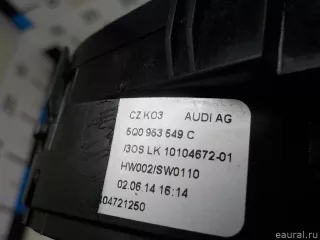 CZ K03 AUDI AG
5Q0 953 549 C
/30S LK 10104672-01
HW002/SW0110
02.06.14 16:14
404721250
eaural.ru